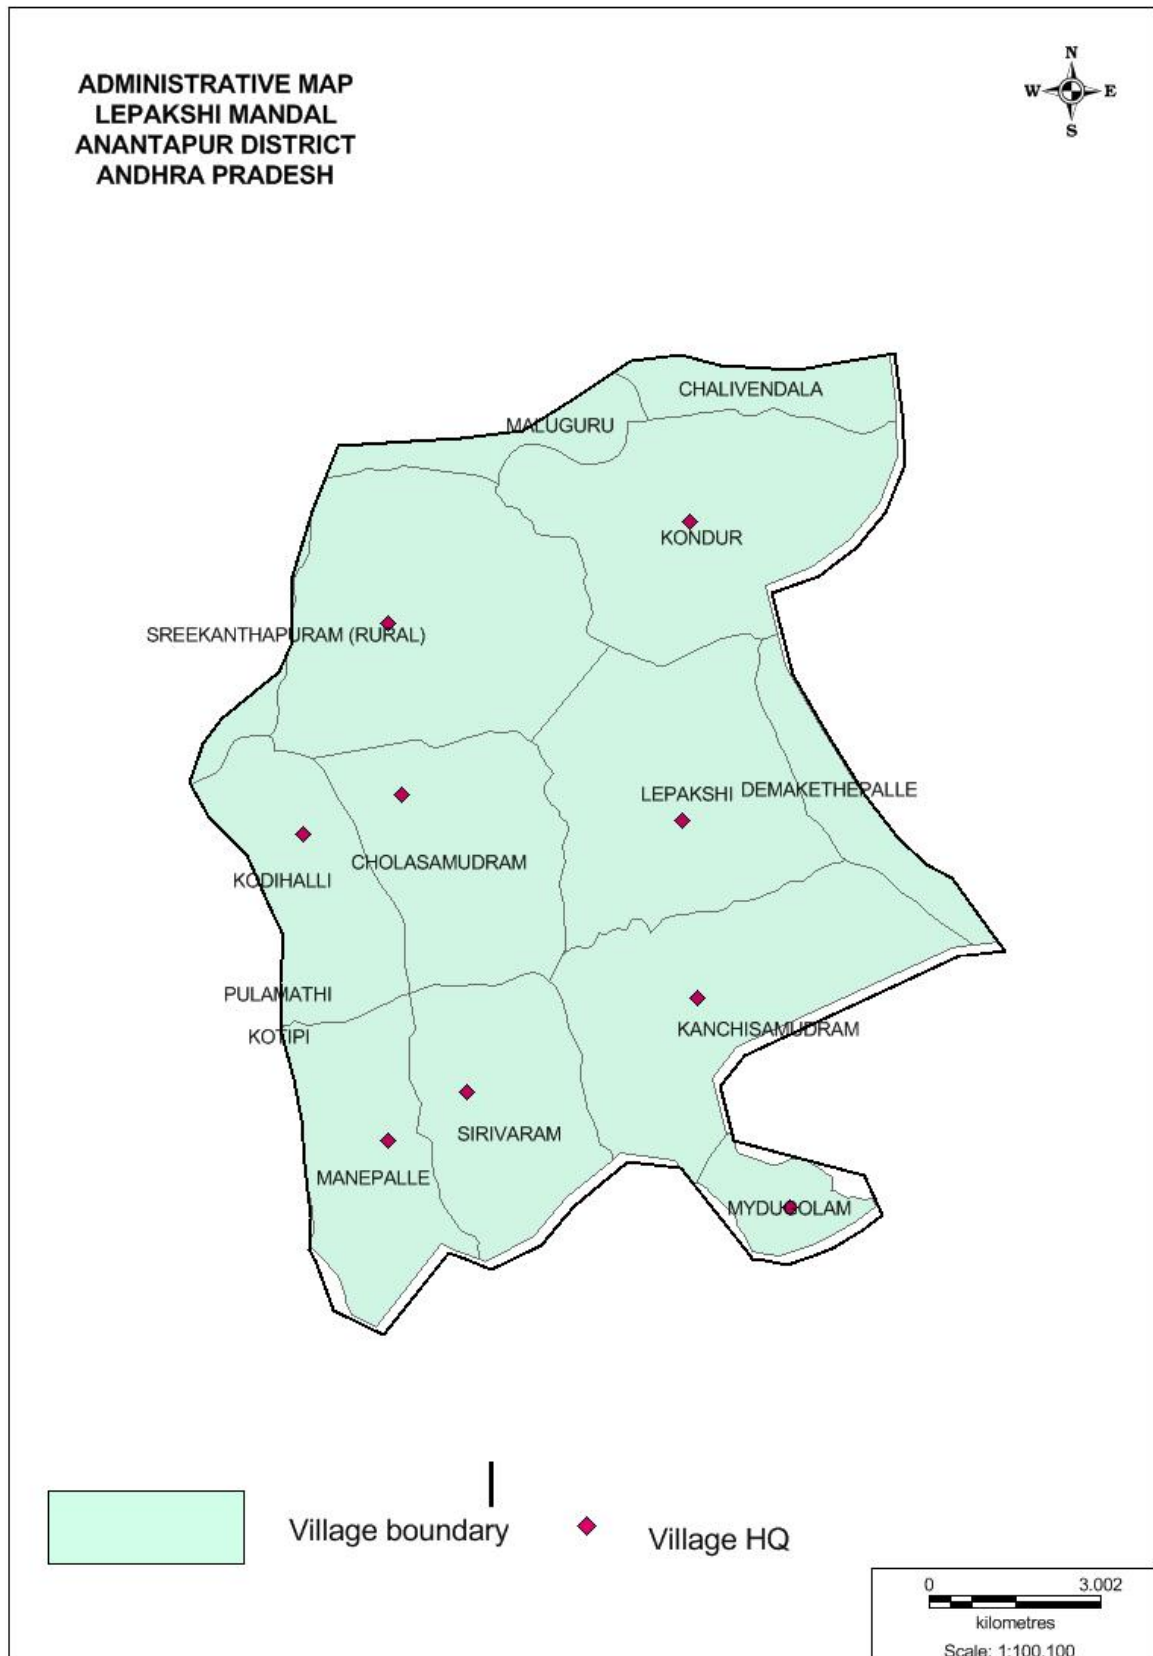 ADMINISTRATIVE MAP
LEPAKSHI MANDAL
ANANTAPUR DISTRICT
ANDHRA PRADESH
N
W E
S
CHALIVENDALA
MALUGURU
KONDUR
SREEKANTHAPURAM (RURAL)
LEPAKSHI
DEMAKETHEPALLE
CHOLASAMUDRAM
KODIHALLI
PULAMATHI
KOTIPI
KANCHISAMUDRAM
SIRIVARAM
MANEPALLE
Village boundary
Village HQ
0 3.002
kilometres
Scale: 1:100,100